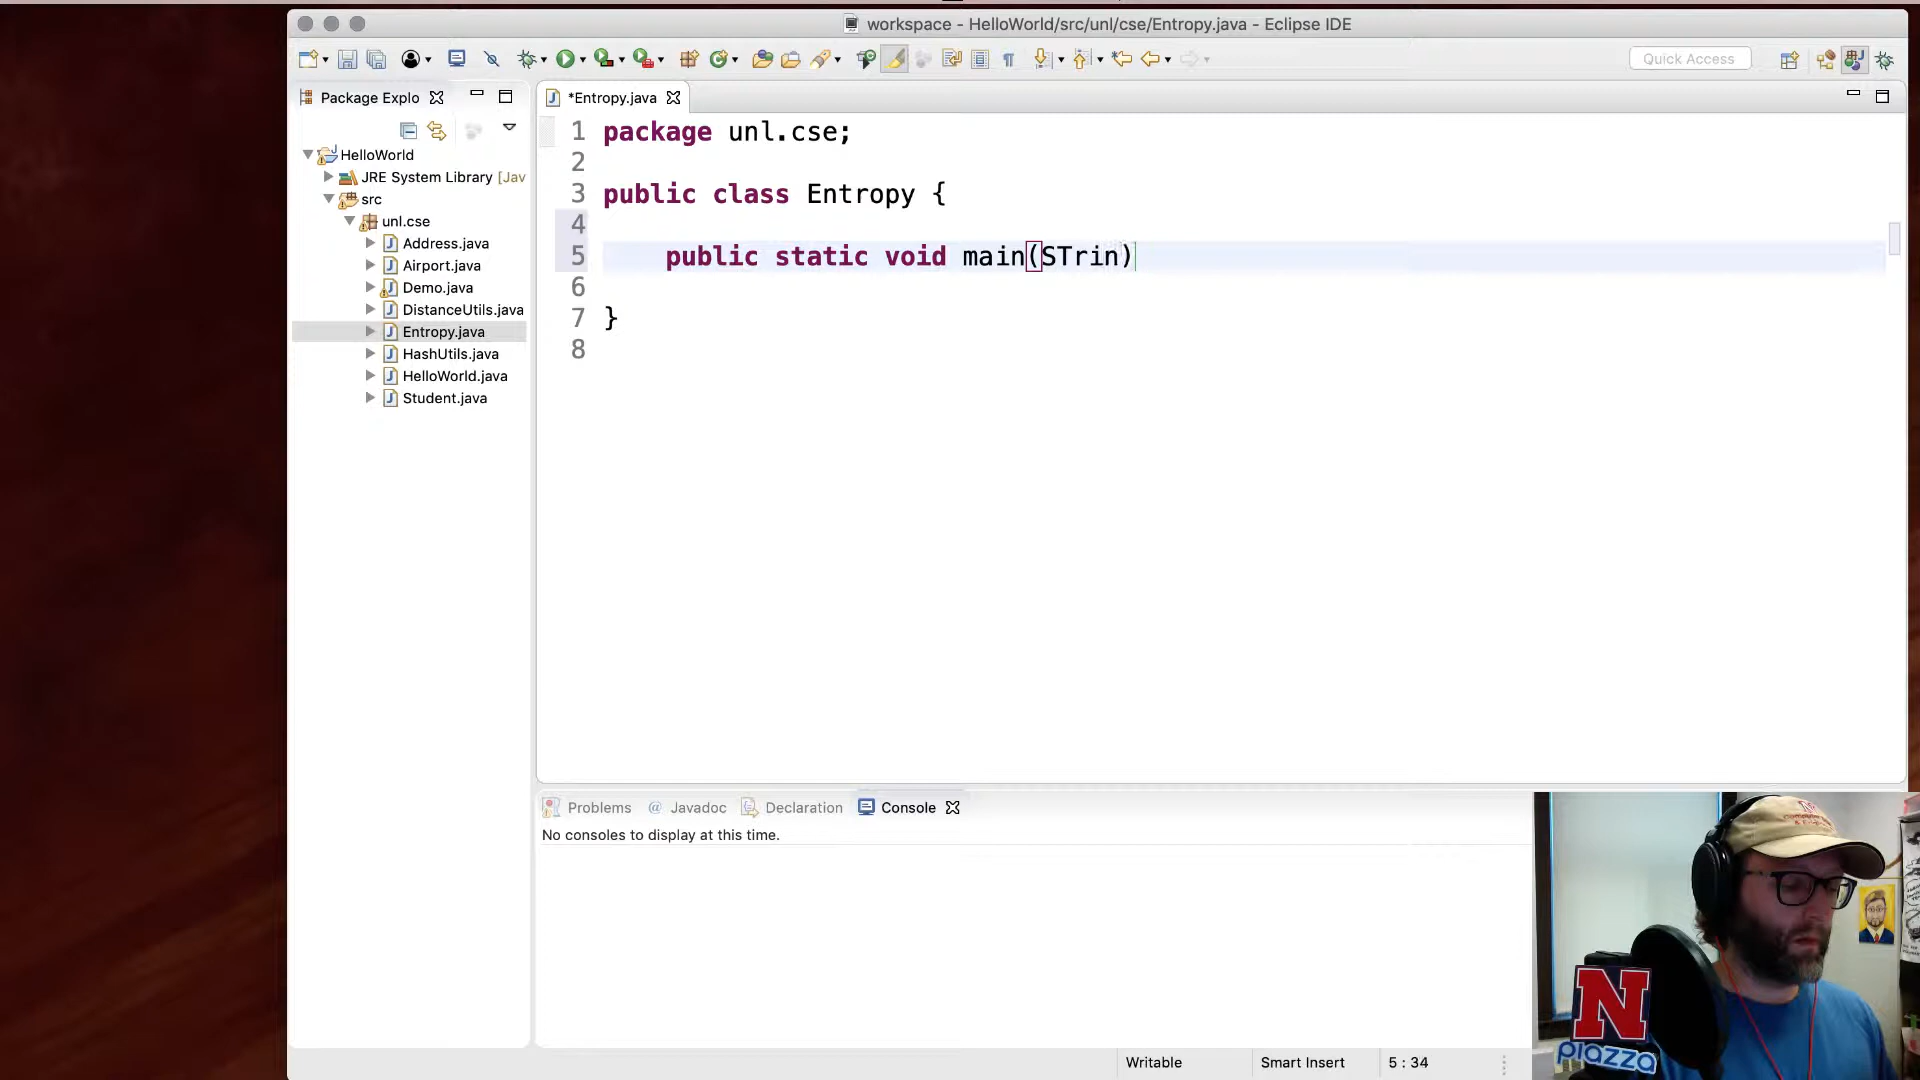 workspace - HelloWorld/src/unl/cse/Entropy.java - Eclipse IDE
Quick Access
Package Explo
*Entropy.java
HelloWorld
JRE System Library [Jav
src
unl.cse
Address.java
Airport.java
Demo.java
DistanceUtils.java
Entropy.java
HashUtils.java
HelloWorld.java
Student.java
1 package unl.cse;
2
3 public class Entropy {
4
5 public static void main(STrin)
6
7 }
8
Problems @ Javadoc Declaration Console
No consoles to display at this time.
N
piazza
Writable Smart Insert 5 : 34